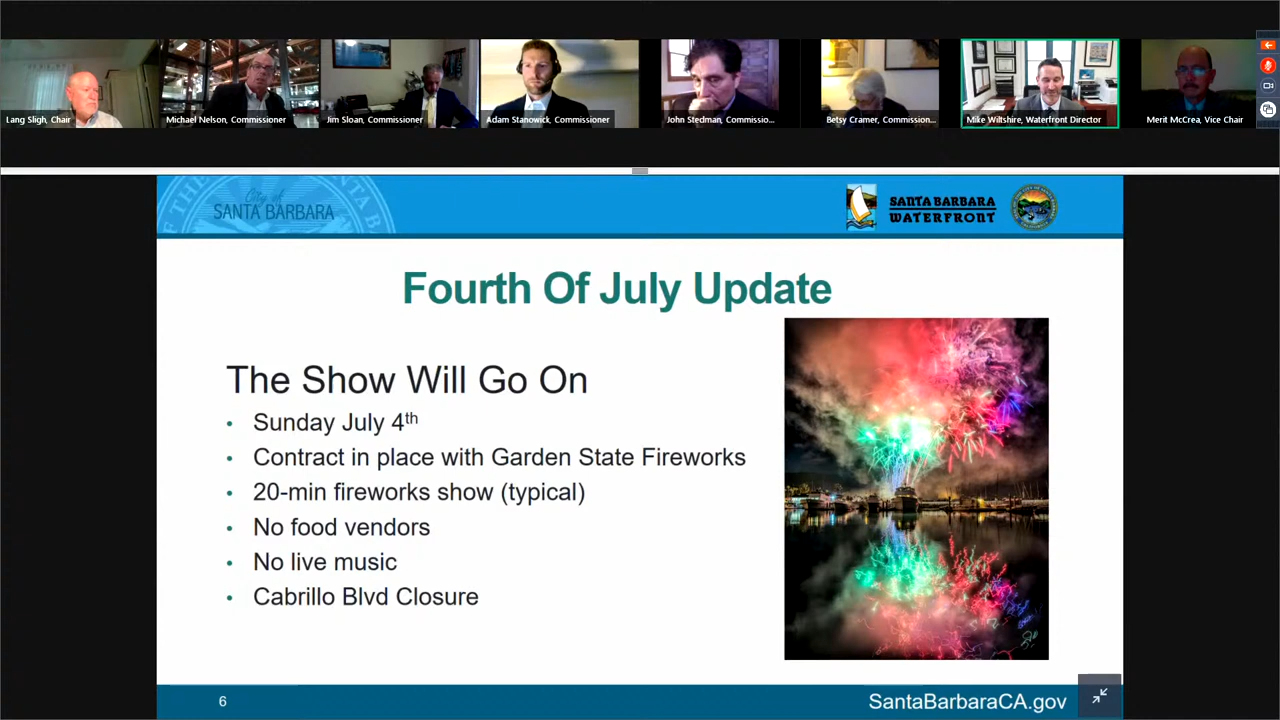 Lang Sligh, Chair
Michael Nelson, Commissioner
Jim Sloan, Commissioner
Adam Stanowick, Commissioner
John Stedman, Commissio...
Betsy Cramer, Commission...
Mike Wiltshire, Waterfront Director
Merit McCrea, Vice Chair
City of
SANTA BARBARA
SANTA BARBARA
WATERFRONT
Fourth Of July Update
The Show Will Go On
• Sunday July 4th
• Contract in place with Garden State Fireworks
• 20-min fireworks show (typical)
• No food vendors
• No live music
• Cabrillo Blvd Closure
6
SantaBarbaraCA.gov